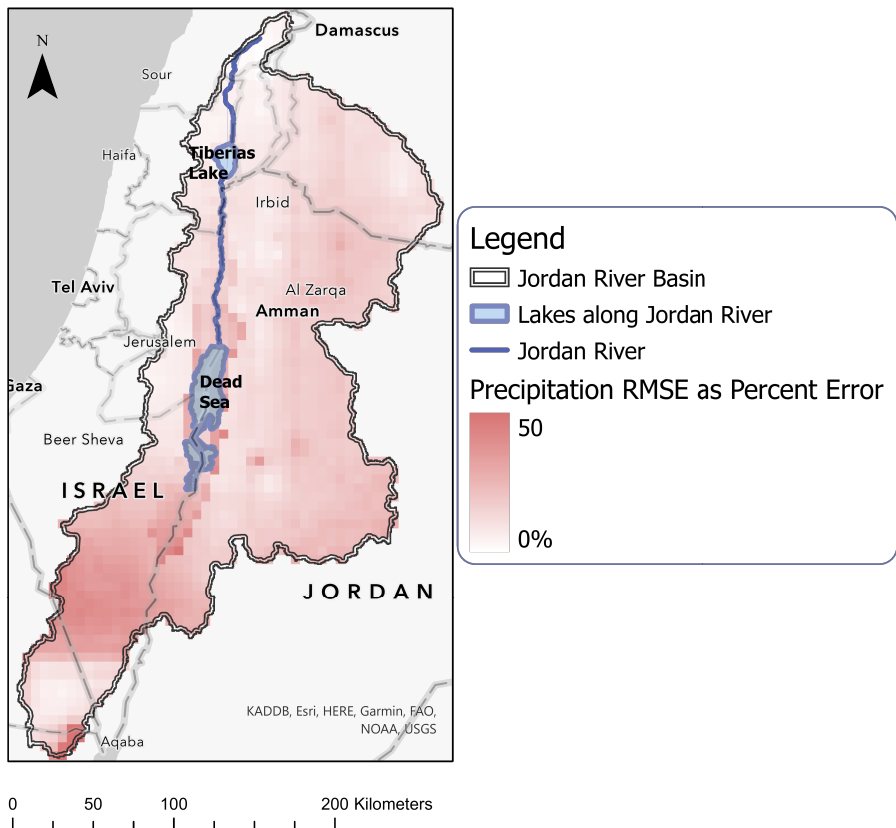 N
Damascus
Sour
Haifa
Tiberias
Lake
Irbid
Tel Aviv
Al Zarqa
Amman
Jerusalem
Gaza
Dead
Sea
Beer Sheva
ISRAEL
JORDAN
KADDB, Esri, HERE, Garmin, FAO,
NOAA, USGS
Aqaba
0 50 100 200 Kilometers
Legend
Jordan River Basin
Lakes along Jordan River
Jordan River
Precipitation RMSE as Percent Error
50
0%